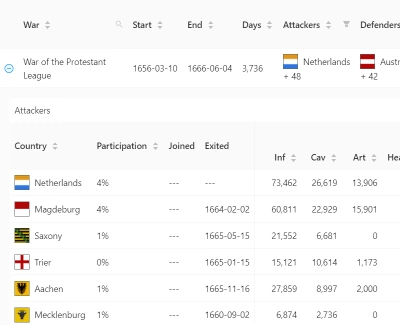 War Start End Days Attackers Defenders
War of the Protestant League 1656-03-10 1666-06-04 3,736 Netherlands + 48 Austr + 42
Attackers
Country Participation Joined Exited Inf Cav Art Hea
Netherlands 4% --- --- 73,462 26,619 13,906
Magdeburg 4% --- 1664-02-02 60,811 22,929 15,901
Saxony 1% --- 1665-05-15 21,552 6,681 0
Trier 0% --- 1665-01-15 15,121 10,614 1,173
Aachen 1% --- 1665-11-16 27,859 8,997 2,000
Mecklenburg 1% --- 1660-09-02 6,874 2,736 0